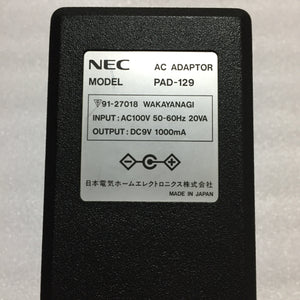 NEC AC ADAPTOR
MODEL PAD-129
91-27018 WAKAYANAGI
INPUT : AC100V 50-60Hz 20VA
OUTPUT : DC9V 1000mA
日本電気ホームエレクトロニクス株式会社
MADE IN JAPAN